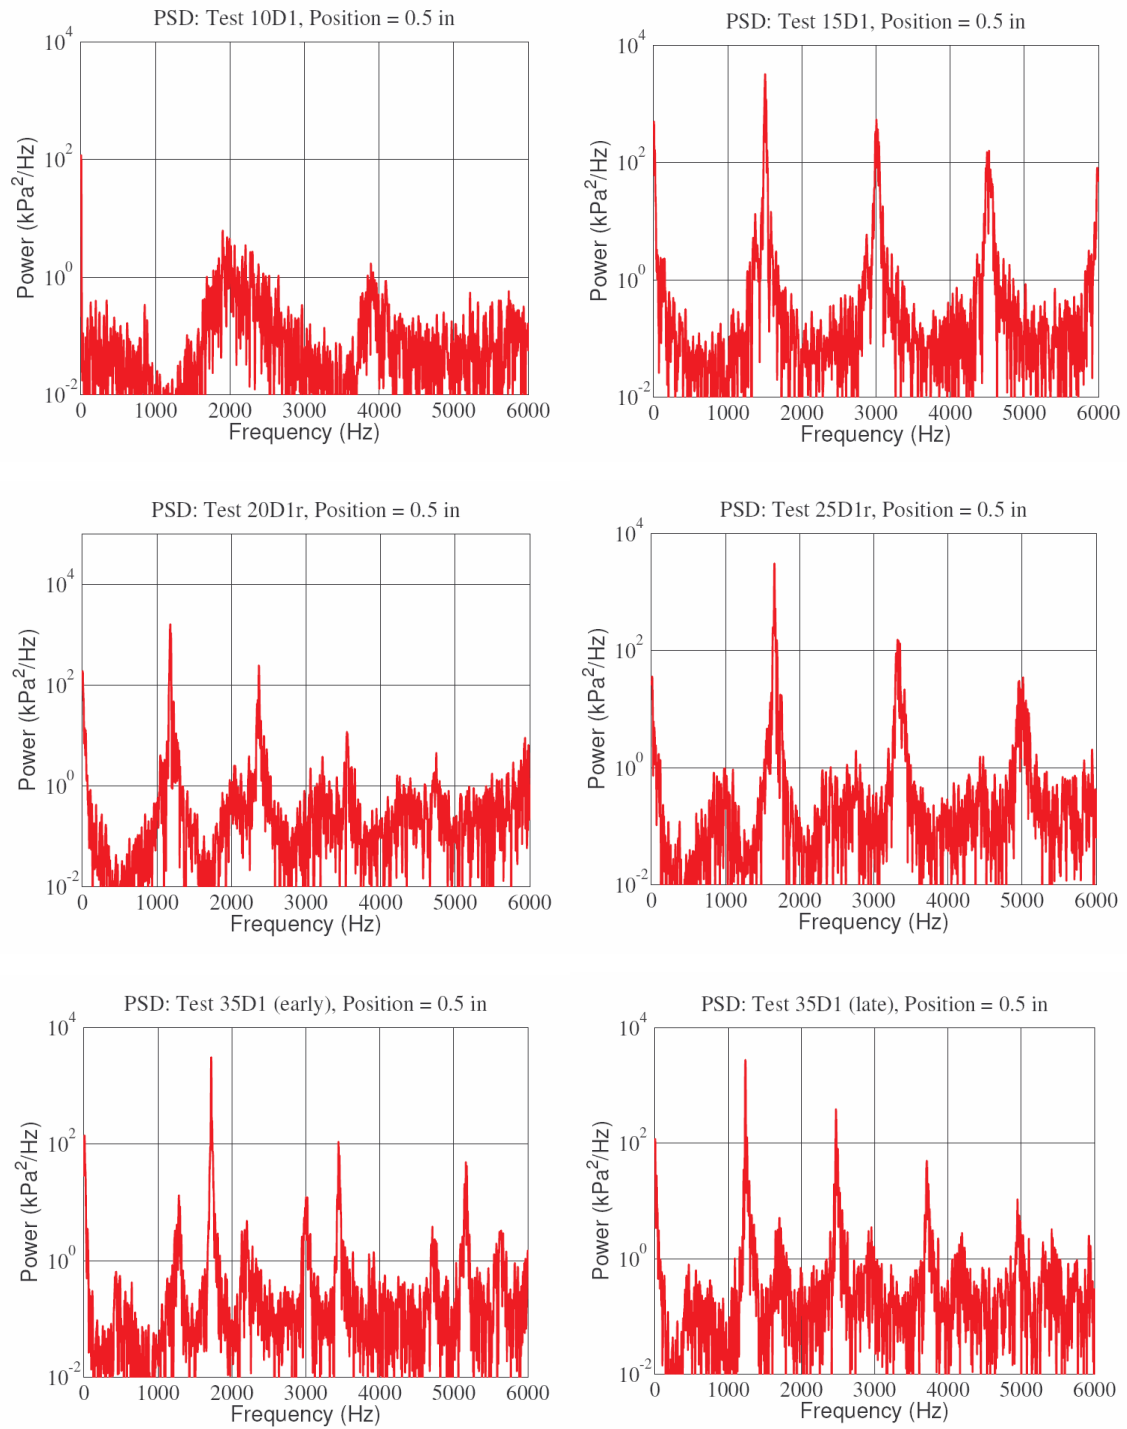 PSD: Test 10D1, Position = 0.5 in
10^4
10^2
10^0
10^-2
Power (kPa^2/Hz)
0 1000 2000 3000 4000 5000 6000
Frequency (Hz)
PSD: Test 15D1, Position = 0.5 in
10^4
10^2
10^0
10^-2
Power (kPa^2/Hz)
0 1000 2000 3000 4000 5000 6000
Frequency (Hz)
PSD: Test 20D1r, Position = 0.5 in
10^4
10^2
10^0
10^-2
Power (kPa^2/Hz)
0 1000 2000 3000 4000 5000 6000
Frequency (Hz)
PSD: Test 25D1r, Position = 0.5 in
10^4
10^2
10^0
10^-2
Power (kPa^2/Hz)
0 1000 2000 3000 4000 5000 6000
Frequency (Hz)
PSD: Test 35D1 (early), Position = 0.5 in
10^4
10^2
10^0
10^-2
Power (kPa^2/Hz)
0 1000 2000 3000 4000 5000 6000
Frequency (Hz)
PSD: Test 35D1 (late), Position = 0.5 in
10^4
10^2
10^0
10^-2
Power (kPa^2/Hz)
0 1000 2000 3000 4000 5000 6000
Frequency (Hz)